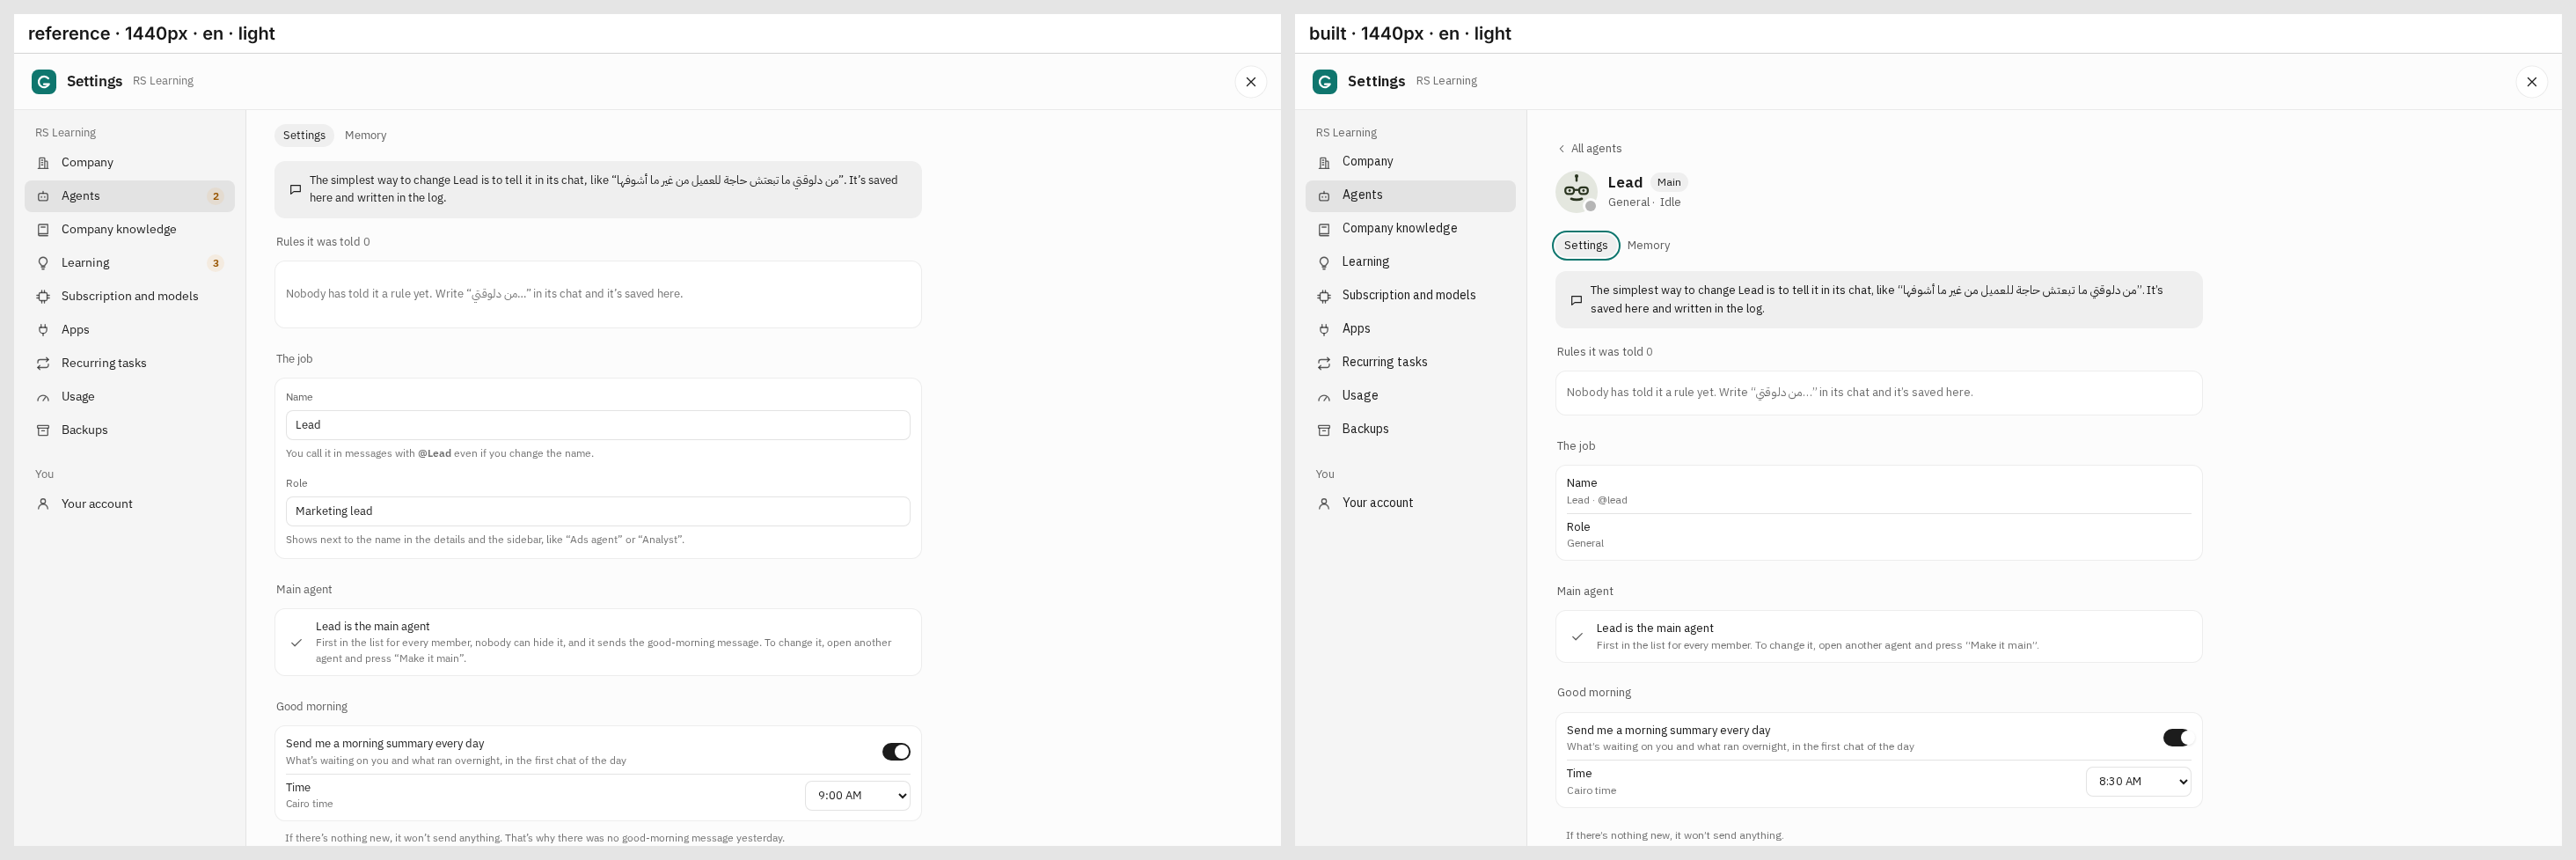 reference · 1440px · en · light
G Settings RS Learning
RS Learning
Company
Agents 2
Company knowledge
Learning 3
Subscription and models
Apps
Recurring tasks
Usage
Backups
You
Your account
Settings Memory
The simplest way to change Lead is to tell it in its chat, like “من دلوقتي ما تبعتش حاجة للعميل من غير ما أشوفها”. It’s saved
here and written in the log.
Rules it was told 0
Nobody has told it a rule yet. Write “من دلوقتي…” in its chat and it’s saved here.
The job
Name
Lead
You call it in messages with @Lead even if you change the name.
Role
Marketing lead
Shows next to the name in the details and the sidebar, like “Ads agent” or “Analyst”.
Main agent
Lead is the main agent
First in the list for every member, nobody can hide it, and it sends the good-morning message. To change it, open another
agent and press “Make it main”.
Good morning
Send me a morning summary every day
What’s waiting on you and what ran overnight, in the first chat of the day
Time
9:00 AM
Cairo time
If there’s nothing new, it won’t send anything. That’s why there was no good-morning message yesterday.
built · 1440px · en · light
G Settings RS Learning
RS Learning
Company
Agents
Company knowledge
Learning
Subscription and models
Apps
Recurring tasks
Usage
Backups
You
Your account
All agents
Lead Main
General · Idle
Settings Memory
The simplest way to change Lead is to tell it in its chat, like “من دلوقتي ما تبعتش حاجة للعميل من غير ما أشوفها”. It’s
saved here and written in the log.
Rules it was told 0
Nobody has told it a rule yet. Write “من دلوقتي…” in its chat and it’s saved here.
The job
Name
Lead · @lead
Role
General
Main agent
Lead is the main agent
First in the list for every member. To change it, open another agent and press “Make it main”.
Good morning
Send me a morning summary every day
What’s waiting on you and what ran overnight, in the first chat of the day
Time
8:30 AM
Cairo time
If there’s nothing new, it won’t send anything.